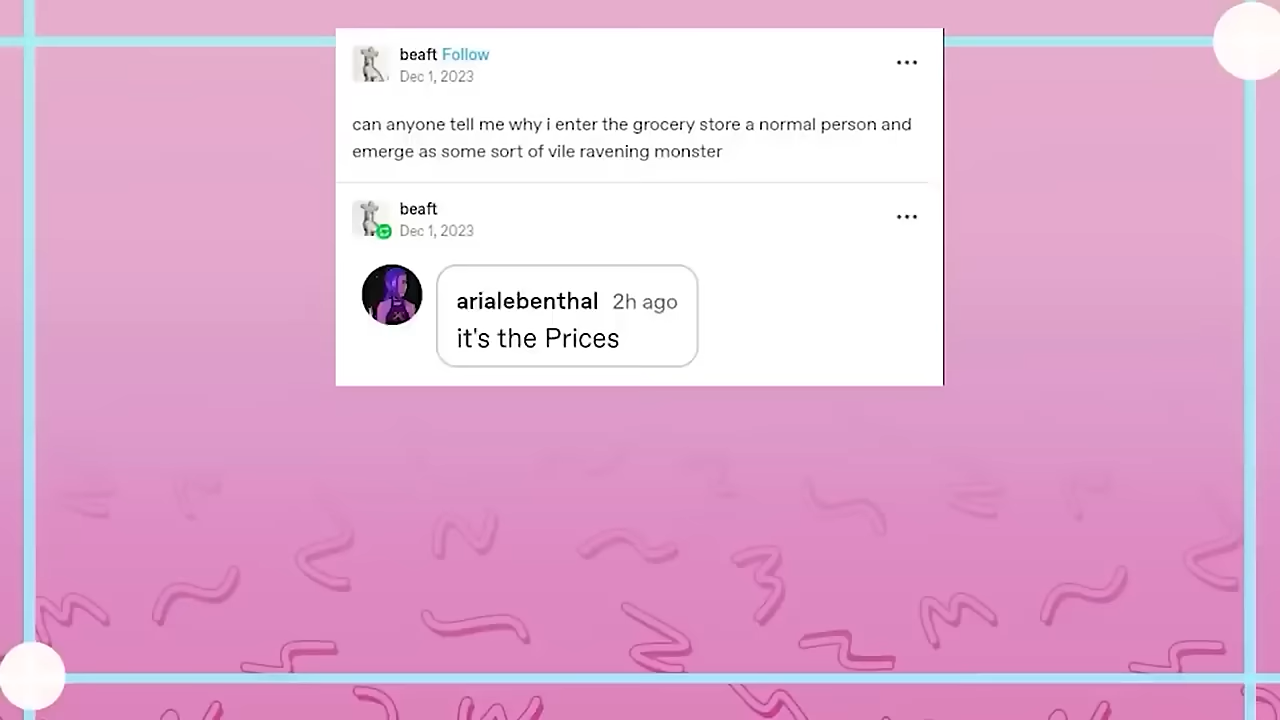 beaft Follow
Dec 1, 2023
can anyone tell me why i enter the grocery store a normal person and
emerge as some sort of vile ravening monster
beaft
Dec 1, 2023
arialebenthal 2h ago
it's the Prices